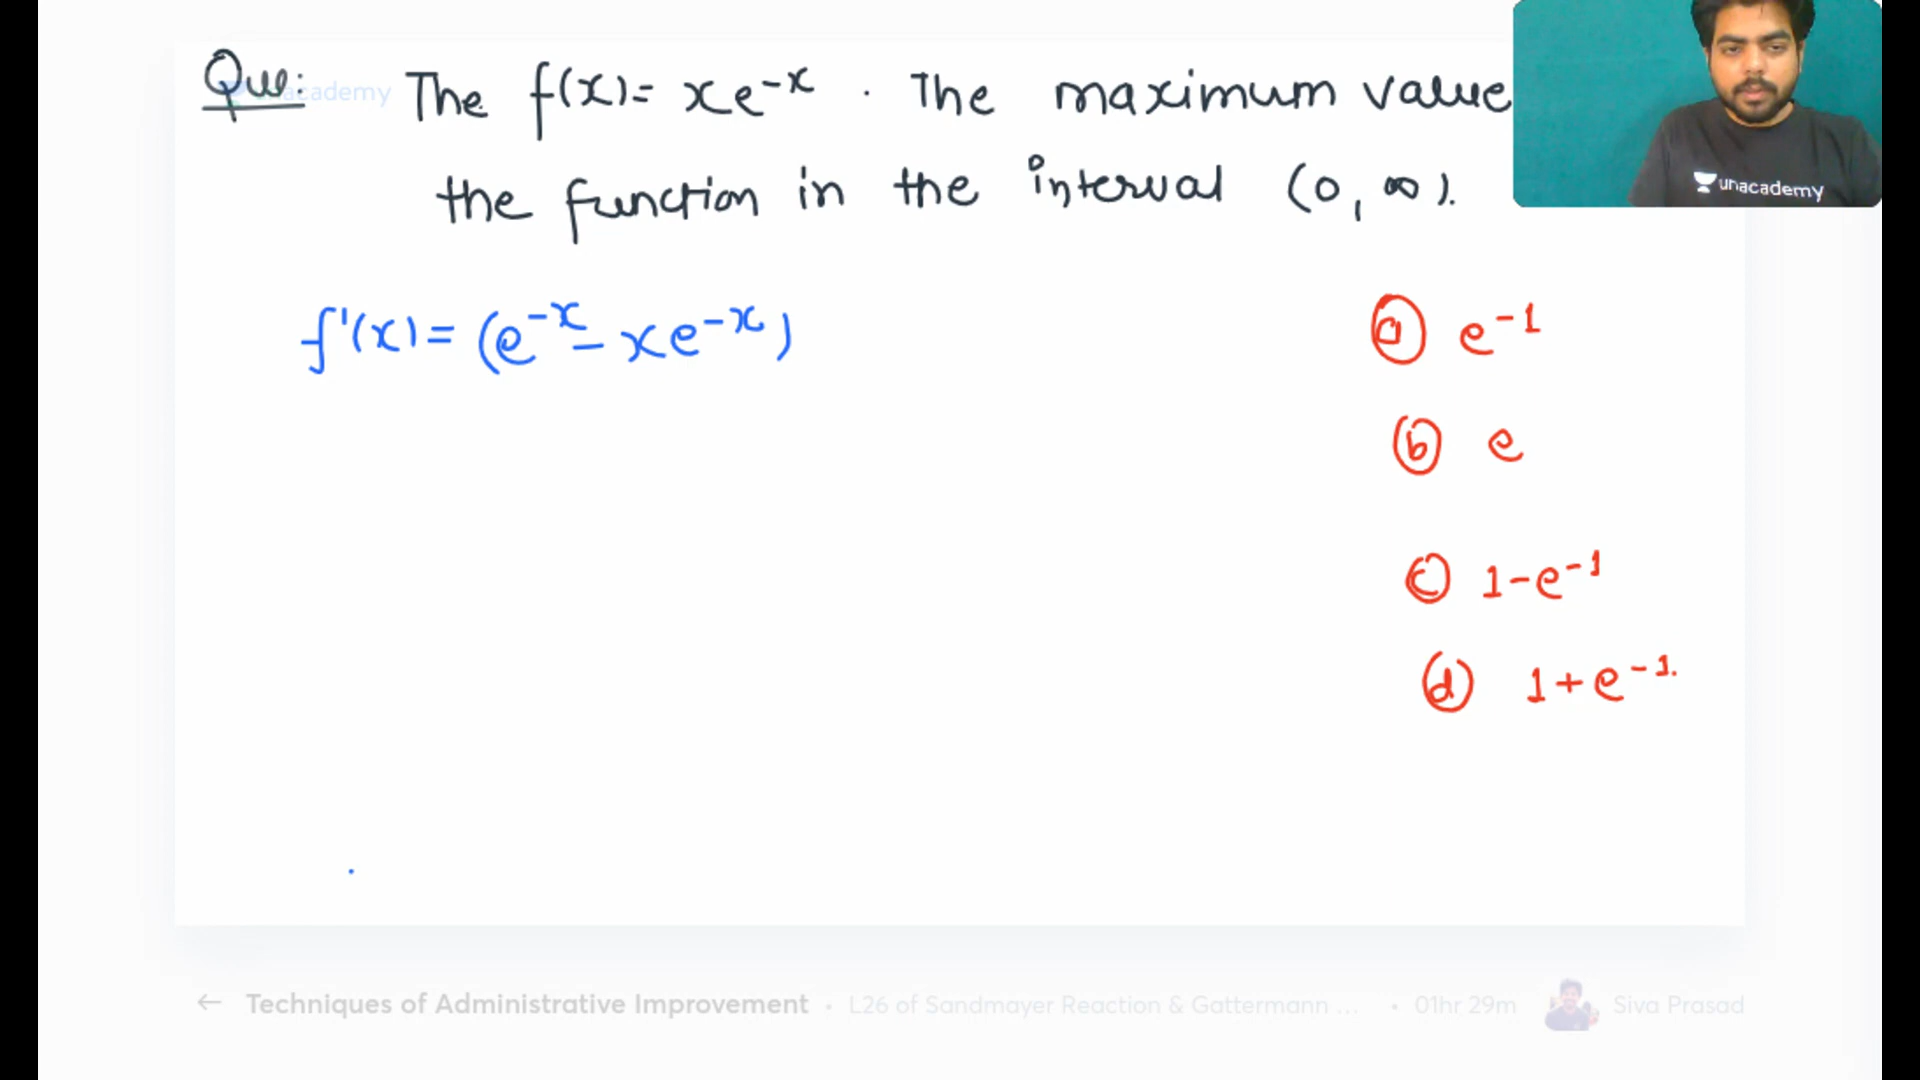 Que: The f(x) = xe⁻ˣ. The maximum value
unacademy
the function in the interval (0, ∞).
f'(x) = (e⁻ˣ - xe⁻ˣ)
ⓐ e⁻¹
ⓑ e
ⓒ 1-e⁻¹
ⓓ 1+e⁻¹.
← Techniques of Administrative Improvement • L26 of Sandmayer Reaction & Gattermann ... • 01hr 29m Siva Prasad